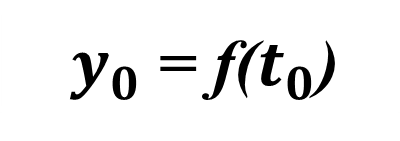 y₀ = f(t₀)